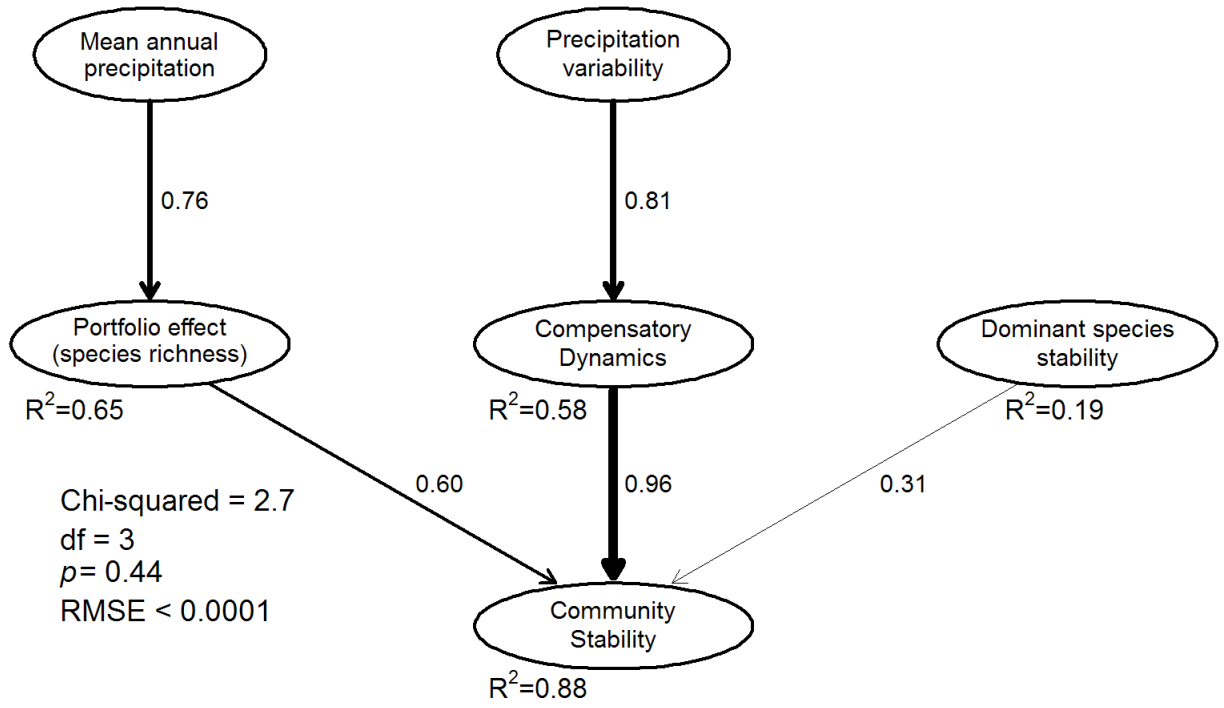 Mean annual
precipitation
Precipitation
variability
0.76
0.81
Portfolio effect
(species richness)
Compensatory
Dynamics
Dominant species
stability
R²=0.65
R²=0.58
R²=0.19
0.60
0.96
0.31
Chi-squared = 2.7
df = 3
p= 0.44
RMSE < 0.0001
Community
Stability
R²=0.88